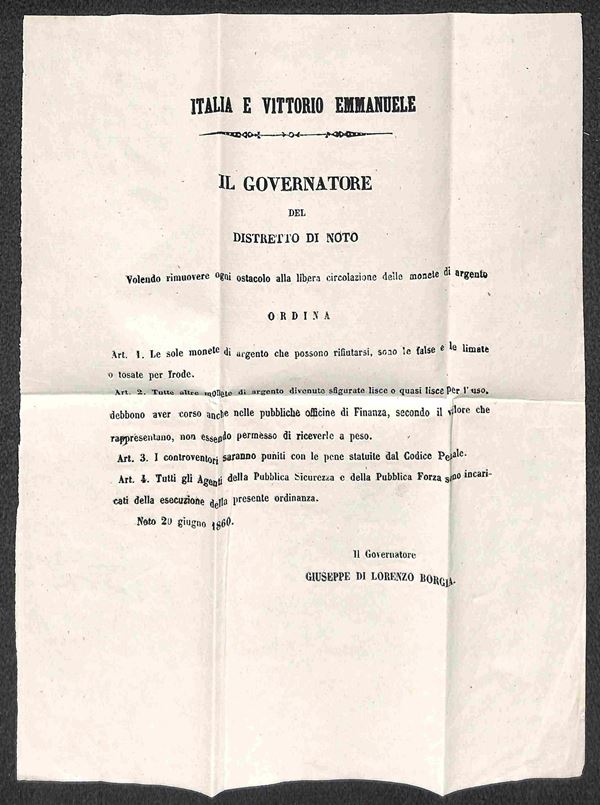 ITALIA E VITTORIO EMMANUELE
IL GOVERNATORE
DEL
DISTRETTO DI NOTO
Volendo rimuovere ogni ostacolo alla libera circolazione delle monete di argento
ORDINA
Art. 1. Le sole monete di argento che possono rifiutarsi, sono le false e le limate
o tosate per frode.
Art. 2. Tutte altre monete di argento divenute sfigurate lisce o quasi lisce per l'uso,
debbono aver corso anche nelle pubbliche officine di Finanza, secondo il valore che
rappresentano, non essendo permesso di riceverle a peso.
Art. 3. I controventori saranno puniti con le pene statuite dal Codice Penale.
Art. 4. Tutti gli Agenti della Pubblica Sicurezza e della Pubblica Forza sono incari-
cati della esecuzione della presente ordinanza.
Noto 29 giugno 1860.
Il Governatore
GIUSEPPE DI LORENZO BORGIA.